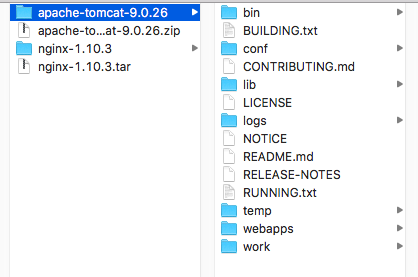 apache-tomcat-9.0.26
apache-to...at-9.0.26.zip
nginx-1.10.3
nginx-1.10.3.tar
bin
BUILDING.txt
conf
CONTRIBUTING.md
lib
LICENSE
logs
NOTICE
README.md
RELEASE-NOTES
RUNNING.txt
temp
webapps
work